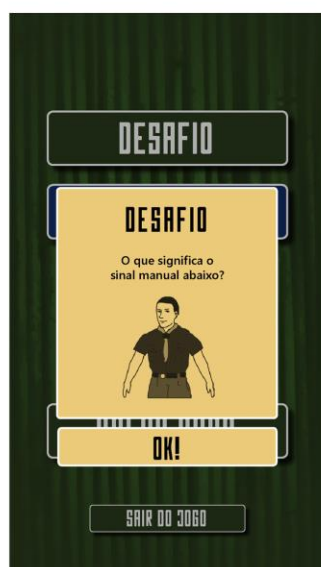 DESAFIO
DESAFIO
O que significa o
sinal manual abaixo?
OK!
SAIR DO JOGO